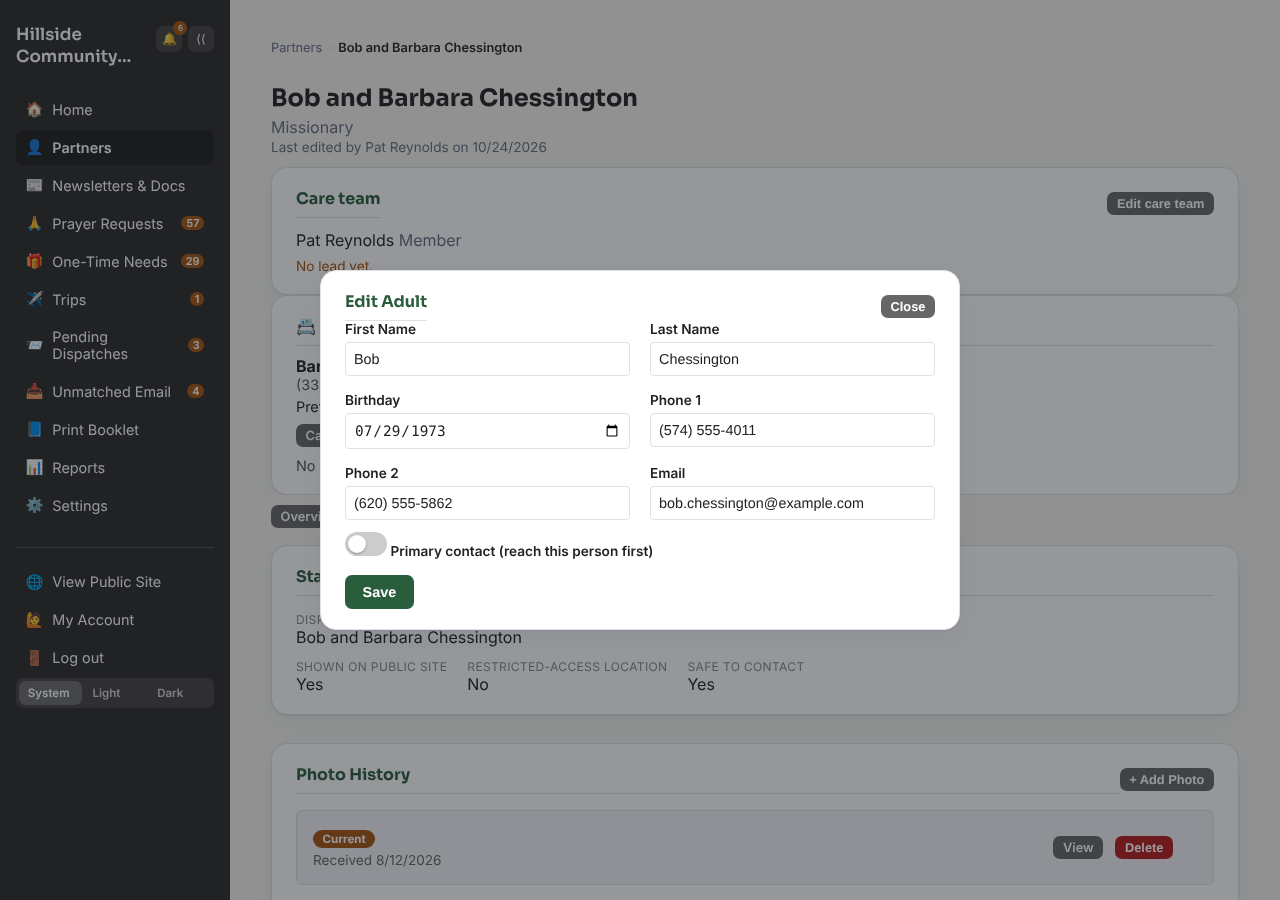 Hillside
Community...
6
⟨⟨
Home
Partners
Newsletters & Docs
Prayer Requests 57
One-Time Needs 29
Trips 1
Pending
Dispatches 3
Unmatched Email 4
Print Booklet
Reports
Settings
View Public Site
My Account
Log out
System Light Dark
Partners › Bob and Barbara Chessington
Bob and Barbara Chessington
Missionary
Last edited by Pat Reynolds on 10/24/2026
Care team
Edit care team
Pat Reynolds Member
No lead yet.
Edit Adult
Close
First Name Last Name
Bob Chessington
Birthday Phone 1
07/29/1973 (574) 555-4011
Phone 2 Email
(620) 555-5862 bob.chessington@example.com
Primary contact (reach this person first)
Save
(33
No
Bob and Barbara Chessington
SHOWN ON PUBLIC SITE RESTRICTED-ACCESS LOCATION SAFE TO CONTACT
Yes No Yes
Photo History
+ Add Photo
Current
Received 8/12/2026
View Delete